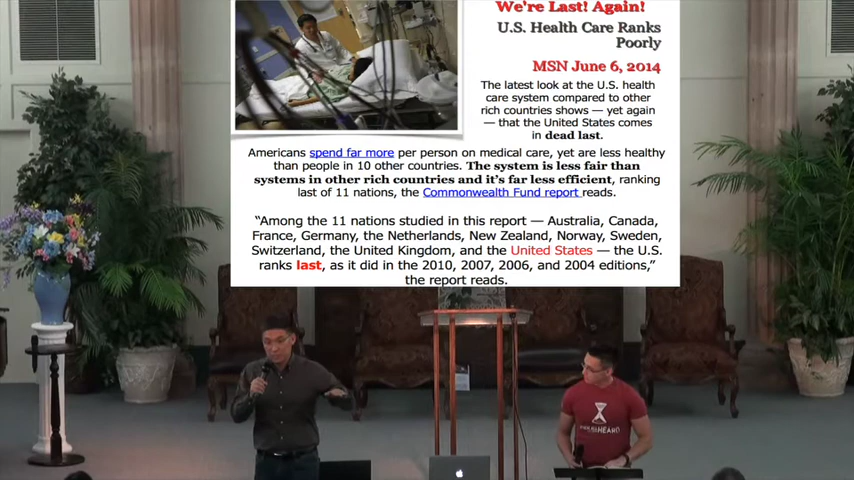 We're Last! Again!
U.S. Health Care Ranks
Poorly
MSN June 6, 2014
The latest look at the U.S. health
care system compared to other
rich countries shows — yet again
— that the United States comes
in dead last.
Americans spend far more per person on medical care, yet are less healthy
than people in 10 other countries. The system is less fair than
systems in other rich countries and it's far less efficient, ranking
last of 11 nations, the Commonwealth Fund report reads.
“Among the 11 nations studied in this report — Australia, Canada,
France, Germany, the Netherlands, New Zealand, Norway, Sweden,
Switzerland, the United Kingdom, and the United States — the U.S.
ranks last, as it did in the 2010, 2007, 2006, and 2004 editions,”
the report reads.
HEARD